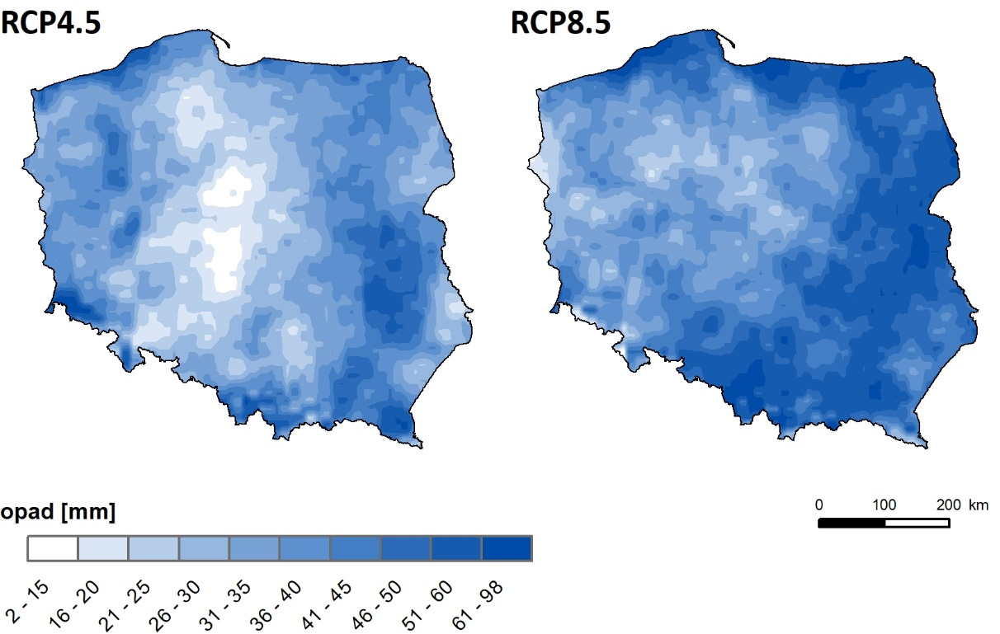 RCP4.5
RCP8.5
opad [mm]
2 - 15
16 - 20
21 - 25
26 - 30
31 - 35
36 - 40
41 - 45
46 - 50
51 - 60
61 - 98
0 100 200 km